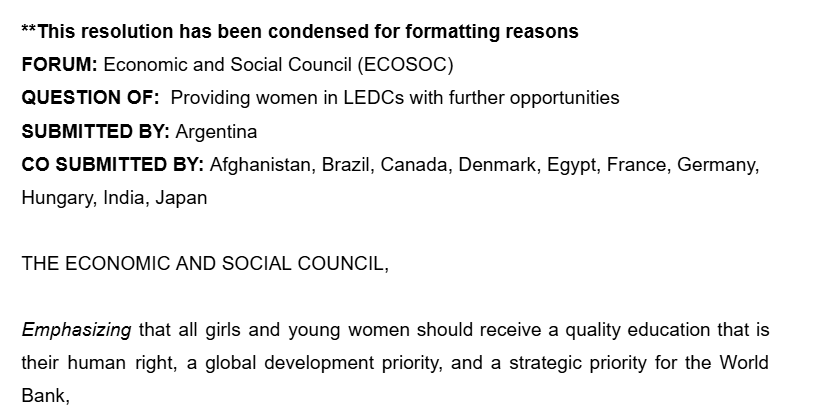 **This resolution has been condensed for formatting reasons
FORUM: Economic and Social Council (ECOSOC)
QUESTION OF:  Providing women in LEDCs with further opportunities
SUBMITTED BY: Argentina
CO SUBMITTED BY: Afghanistan, Brazil, Canada, Denmark, Egypt, France, Germany,
Hungary, India, Japan
THE ECONOMIC AND SOCIAL COUNCIL,
Emphasizing that all girls and young women should receive a quality education that is
their human right, a global development priority, and a strategic priority for the World
Bank,